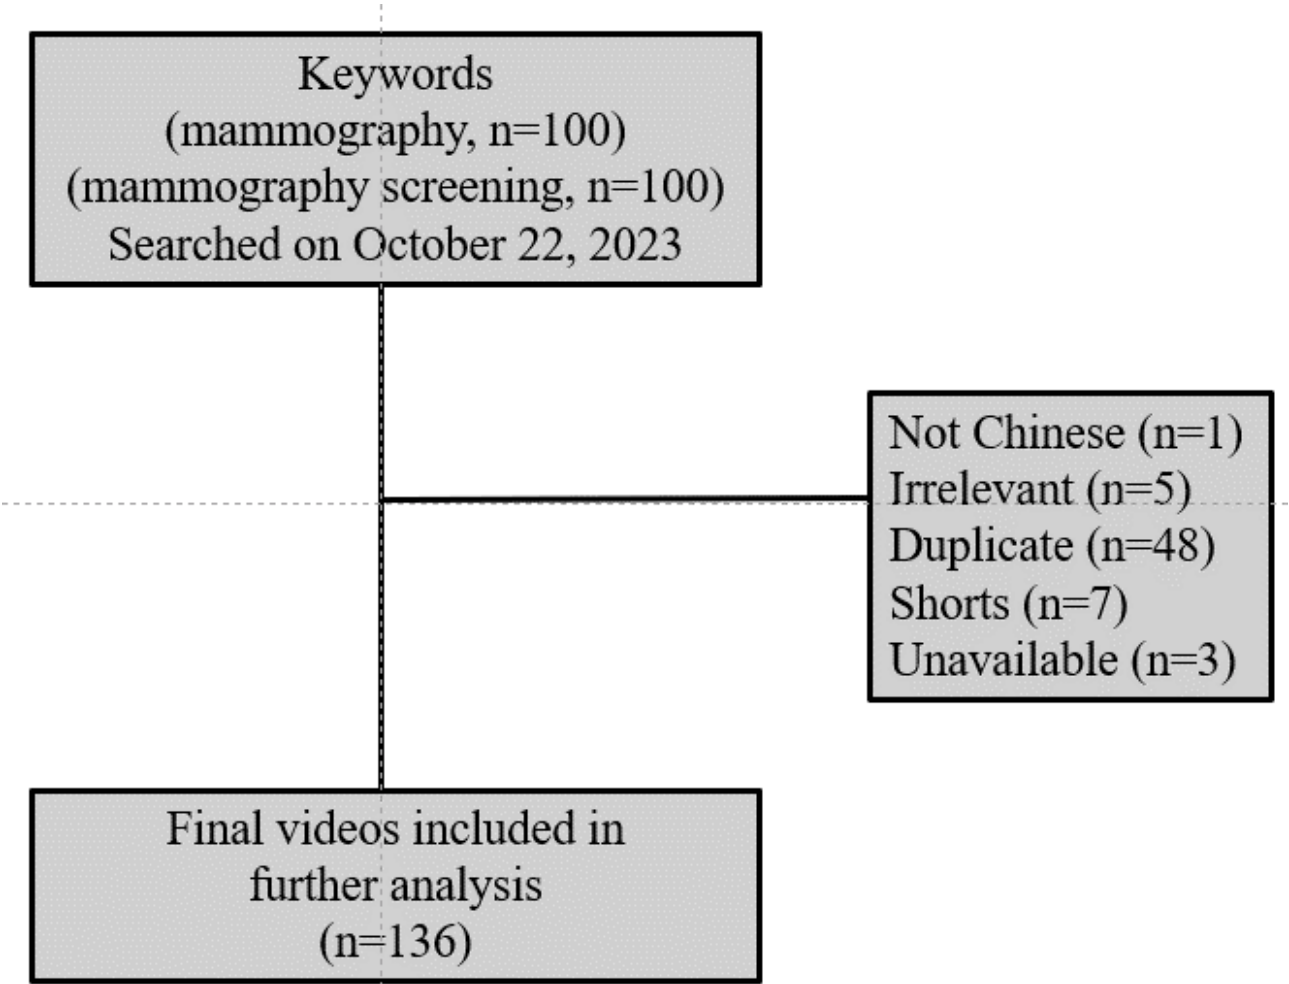 Keywords
(mammography, n=100)
(mammography screening, n=100)
Searched on October 22, 2023
Not Chinese (n=1)
Irrelevant (n=5)
Duplicate (n=48)
Shorts (n=7)
Unavailable (n=3)
Final videos included in
further analysis
(n=136)